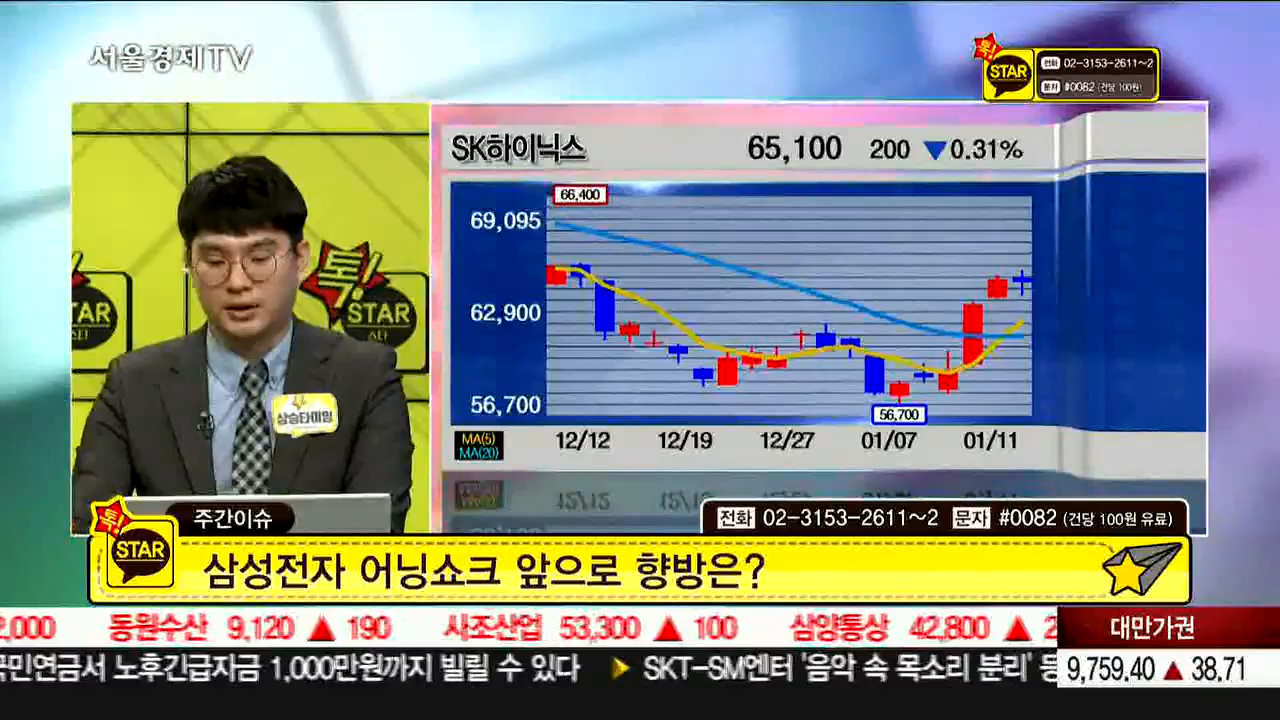 서울경제TV
톡!
STAR
전화 02-3153-2611~2
문자 #0082 (건당 100원)
SK하이닉스 65,100 200 ▼0.31%
66,400
69,095
62,900
56,700
56,700
MA(5)
MA(20)
12/12 12/19 12/27 01/07 01/11
톡!
STAR
스타
TAR
상승타이밍
주간이슈
전화 02-3153-2611~2 문자 #0082 (건당 100원 유료)
톡!
STAR
삼성전자 어닝쇼크 앞으로 향방은?
2,000 동원수산 9,120 ▲ 190 사조산업 53,300 ▲ 100 삼양통상 42,800 ▲ 2
대만가권
국민연금서 노후긴급자금 1,000만원까지 빌릴 수 있다 ▶ SKT-SM엔터 '음악 속 목소리 분리' 등
9,759.40 ▲ 38.71